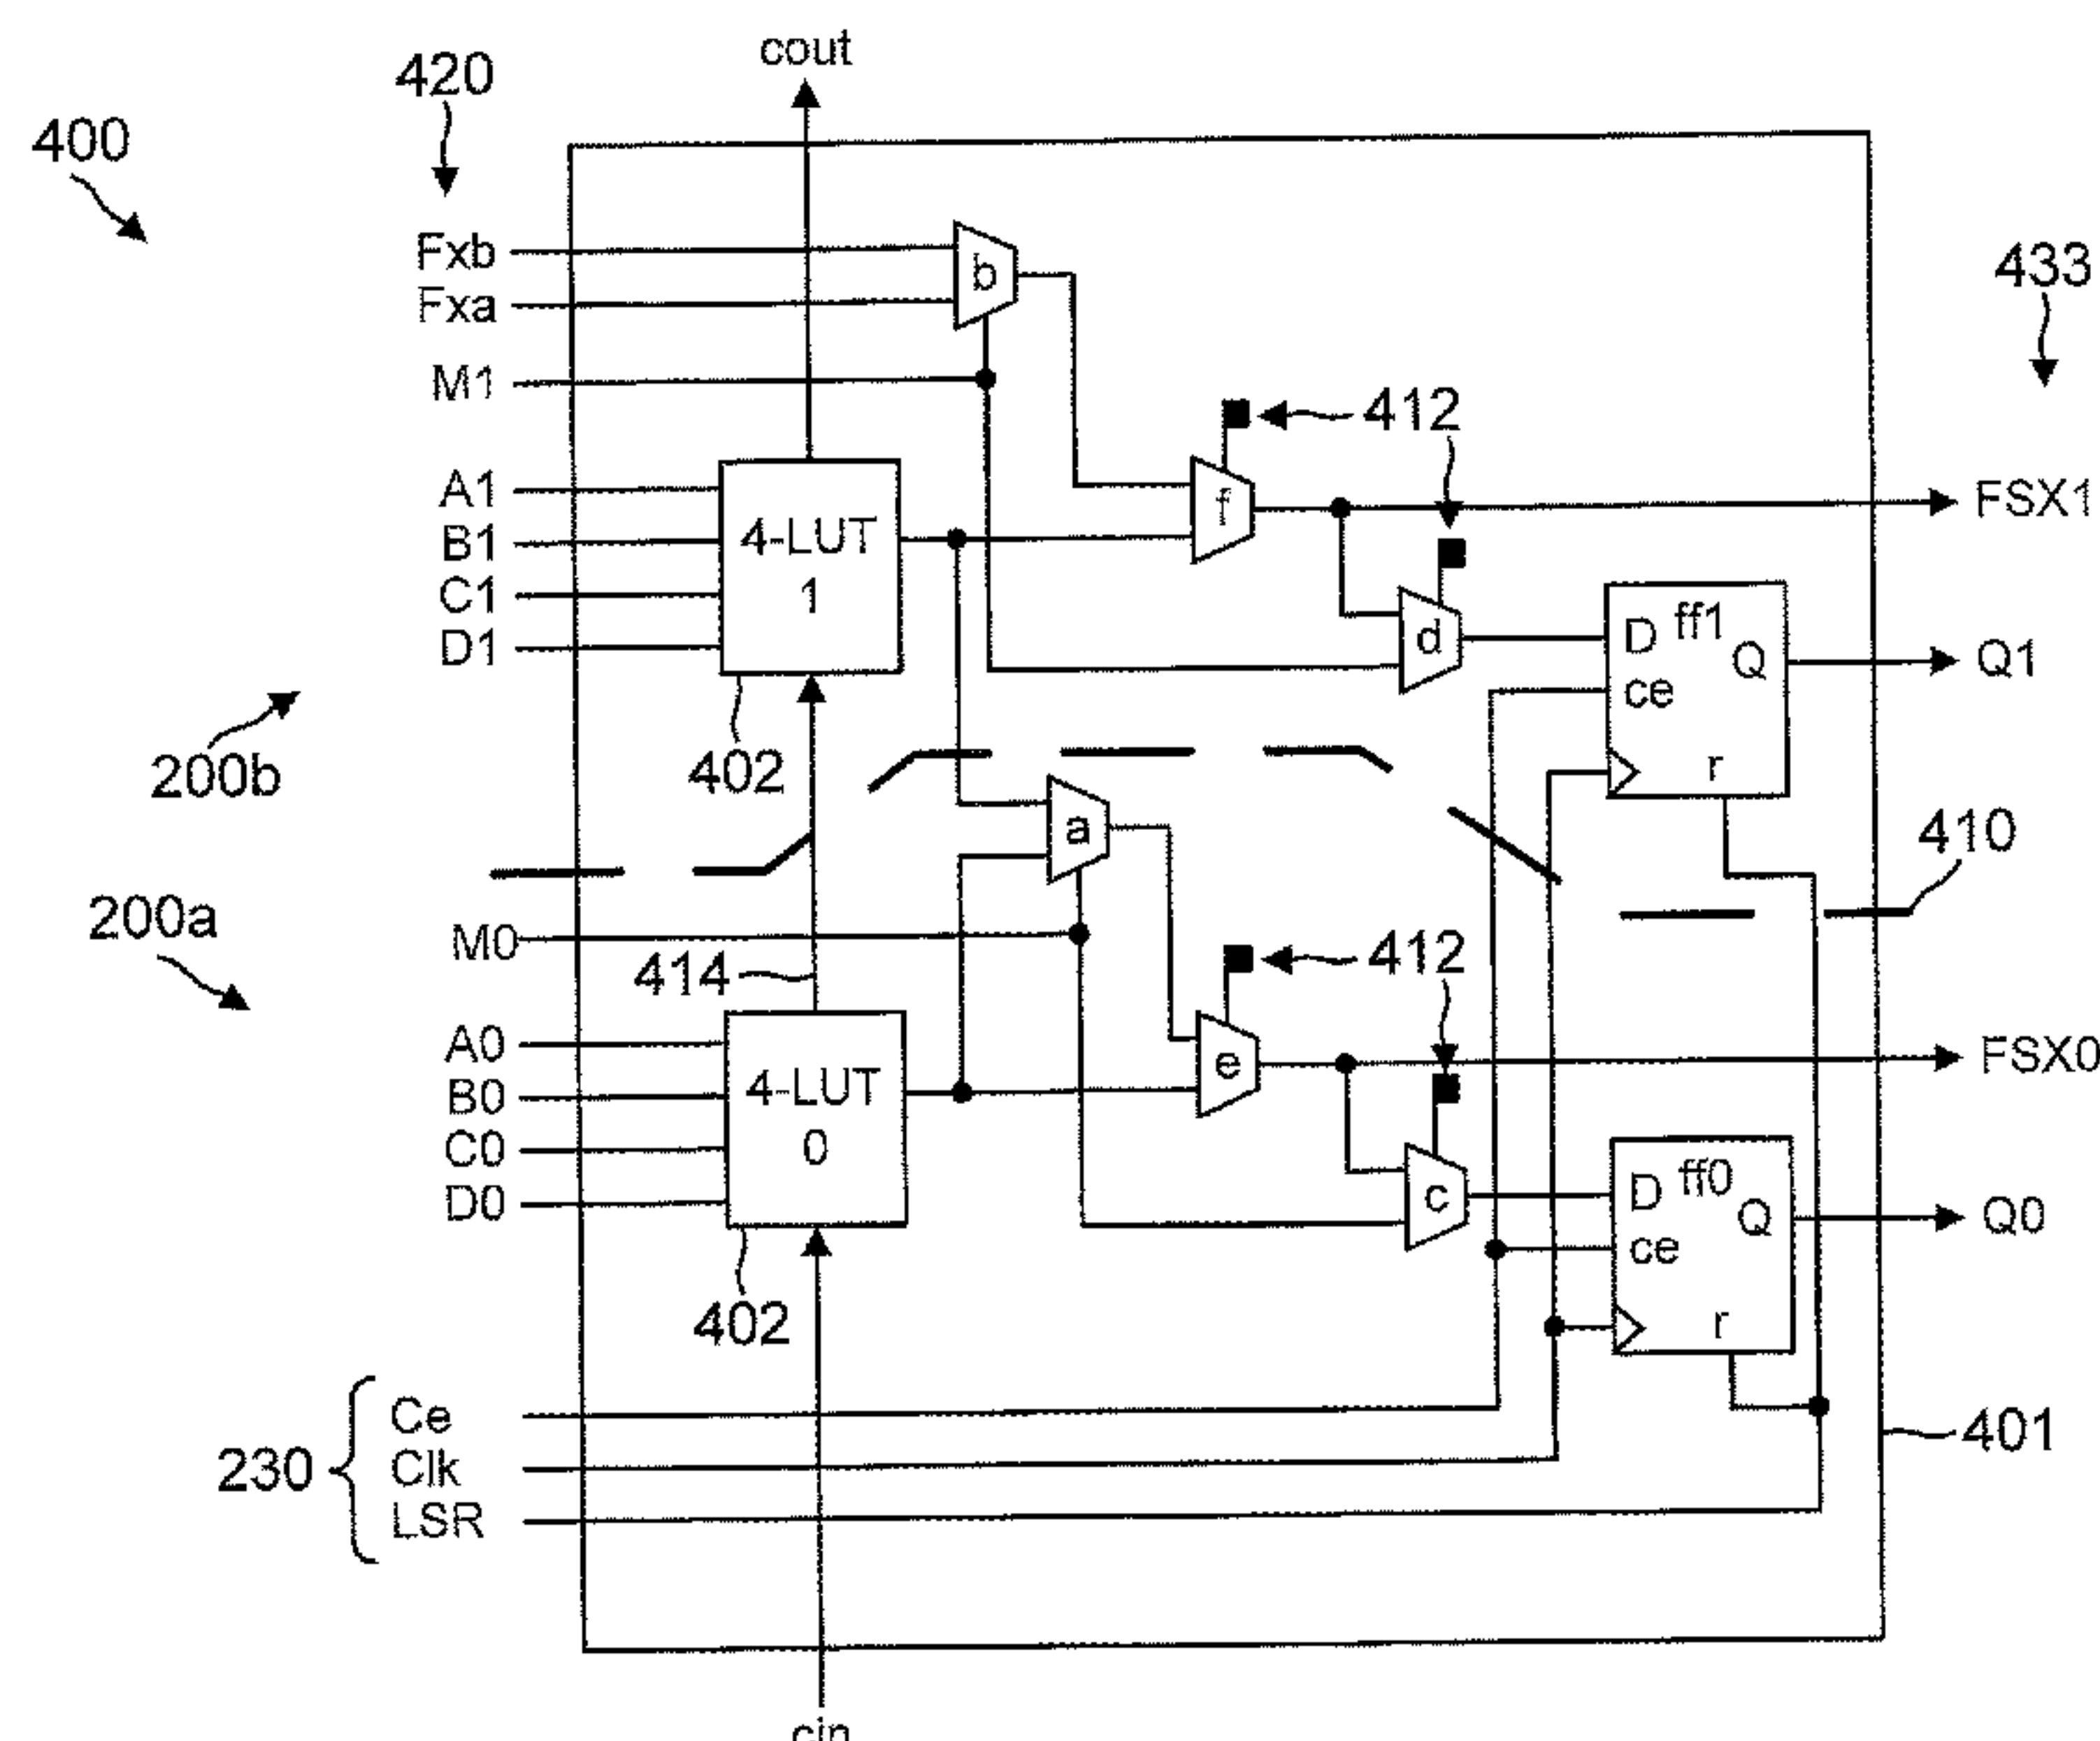 cout
420
400
Fxb
b
433
Fxa
M1
412
A1
f
FSX1
4-LUT
1
B1
C1
D1
d
D
ff1
Q
Q1
ce
r
200b
402
a
410
200a
M0
414
412
A0
e
FSX0
4-LUT
0
B0
C0
D0
c
D
ff0
Q
Q0
ce
r
402
230
Ce
Clk
LSR
401
cin